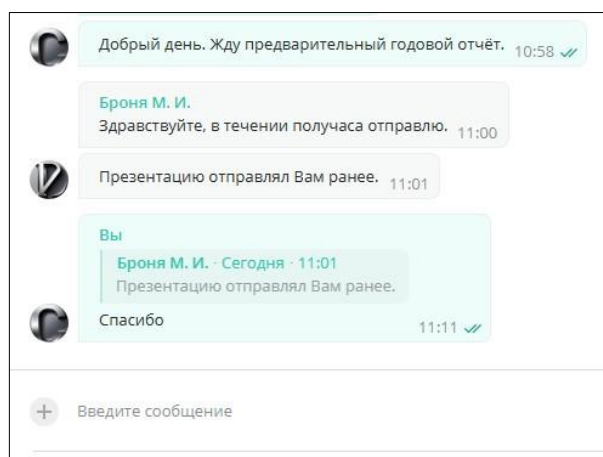 Добрый день. Жду предварительный годовой отчёт. 10:58
Броня М. И.
Здравствуйте, в течении получаса отправлю. 11:00
Презентацию отправлял Вам ранее. 11:01
Вы
Броня М. И. · Сегодня · 11:01
Презентацию отправлял Вам ранее.
Спасибо 11:11
Введите сообщение